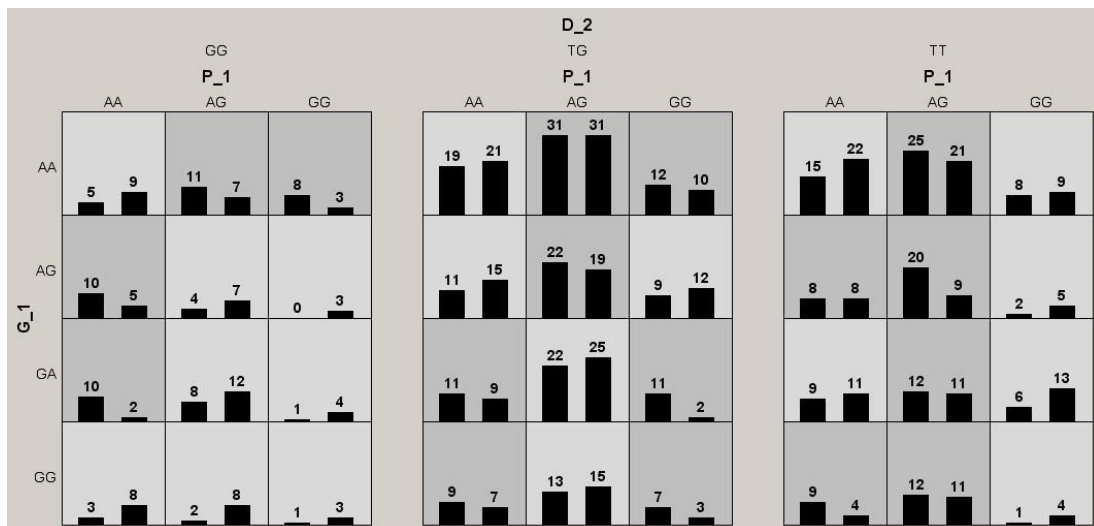 D_2
GG TG TT
P_1 P_1 P_1
AA AG GG AA AG GG AA AG GG
5 9 11 7 8 3 19 21 31 31 12 10 15 22 25 21 8 9
AA
10 5 4 7 0 3 11 15 22 19 9 12 8 8 20 9 2 5
AG
G_1
10 2 8 12 1 4 11 9 22 25 11 2 9 11 12 11 6 13
GA
3 8 2 8 1 3 9 7 13 15 7 3 9 4 12 11 1 4
GG